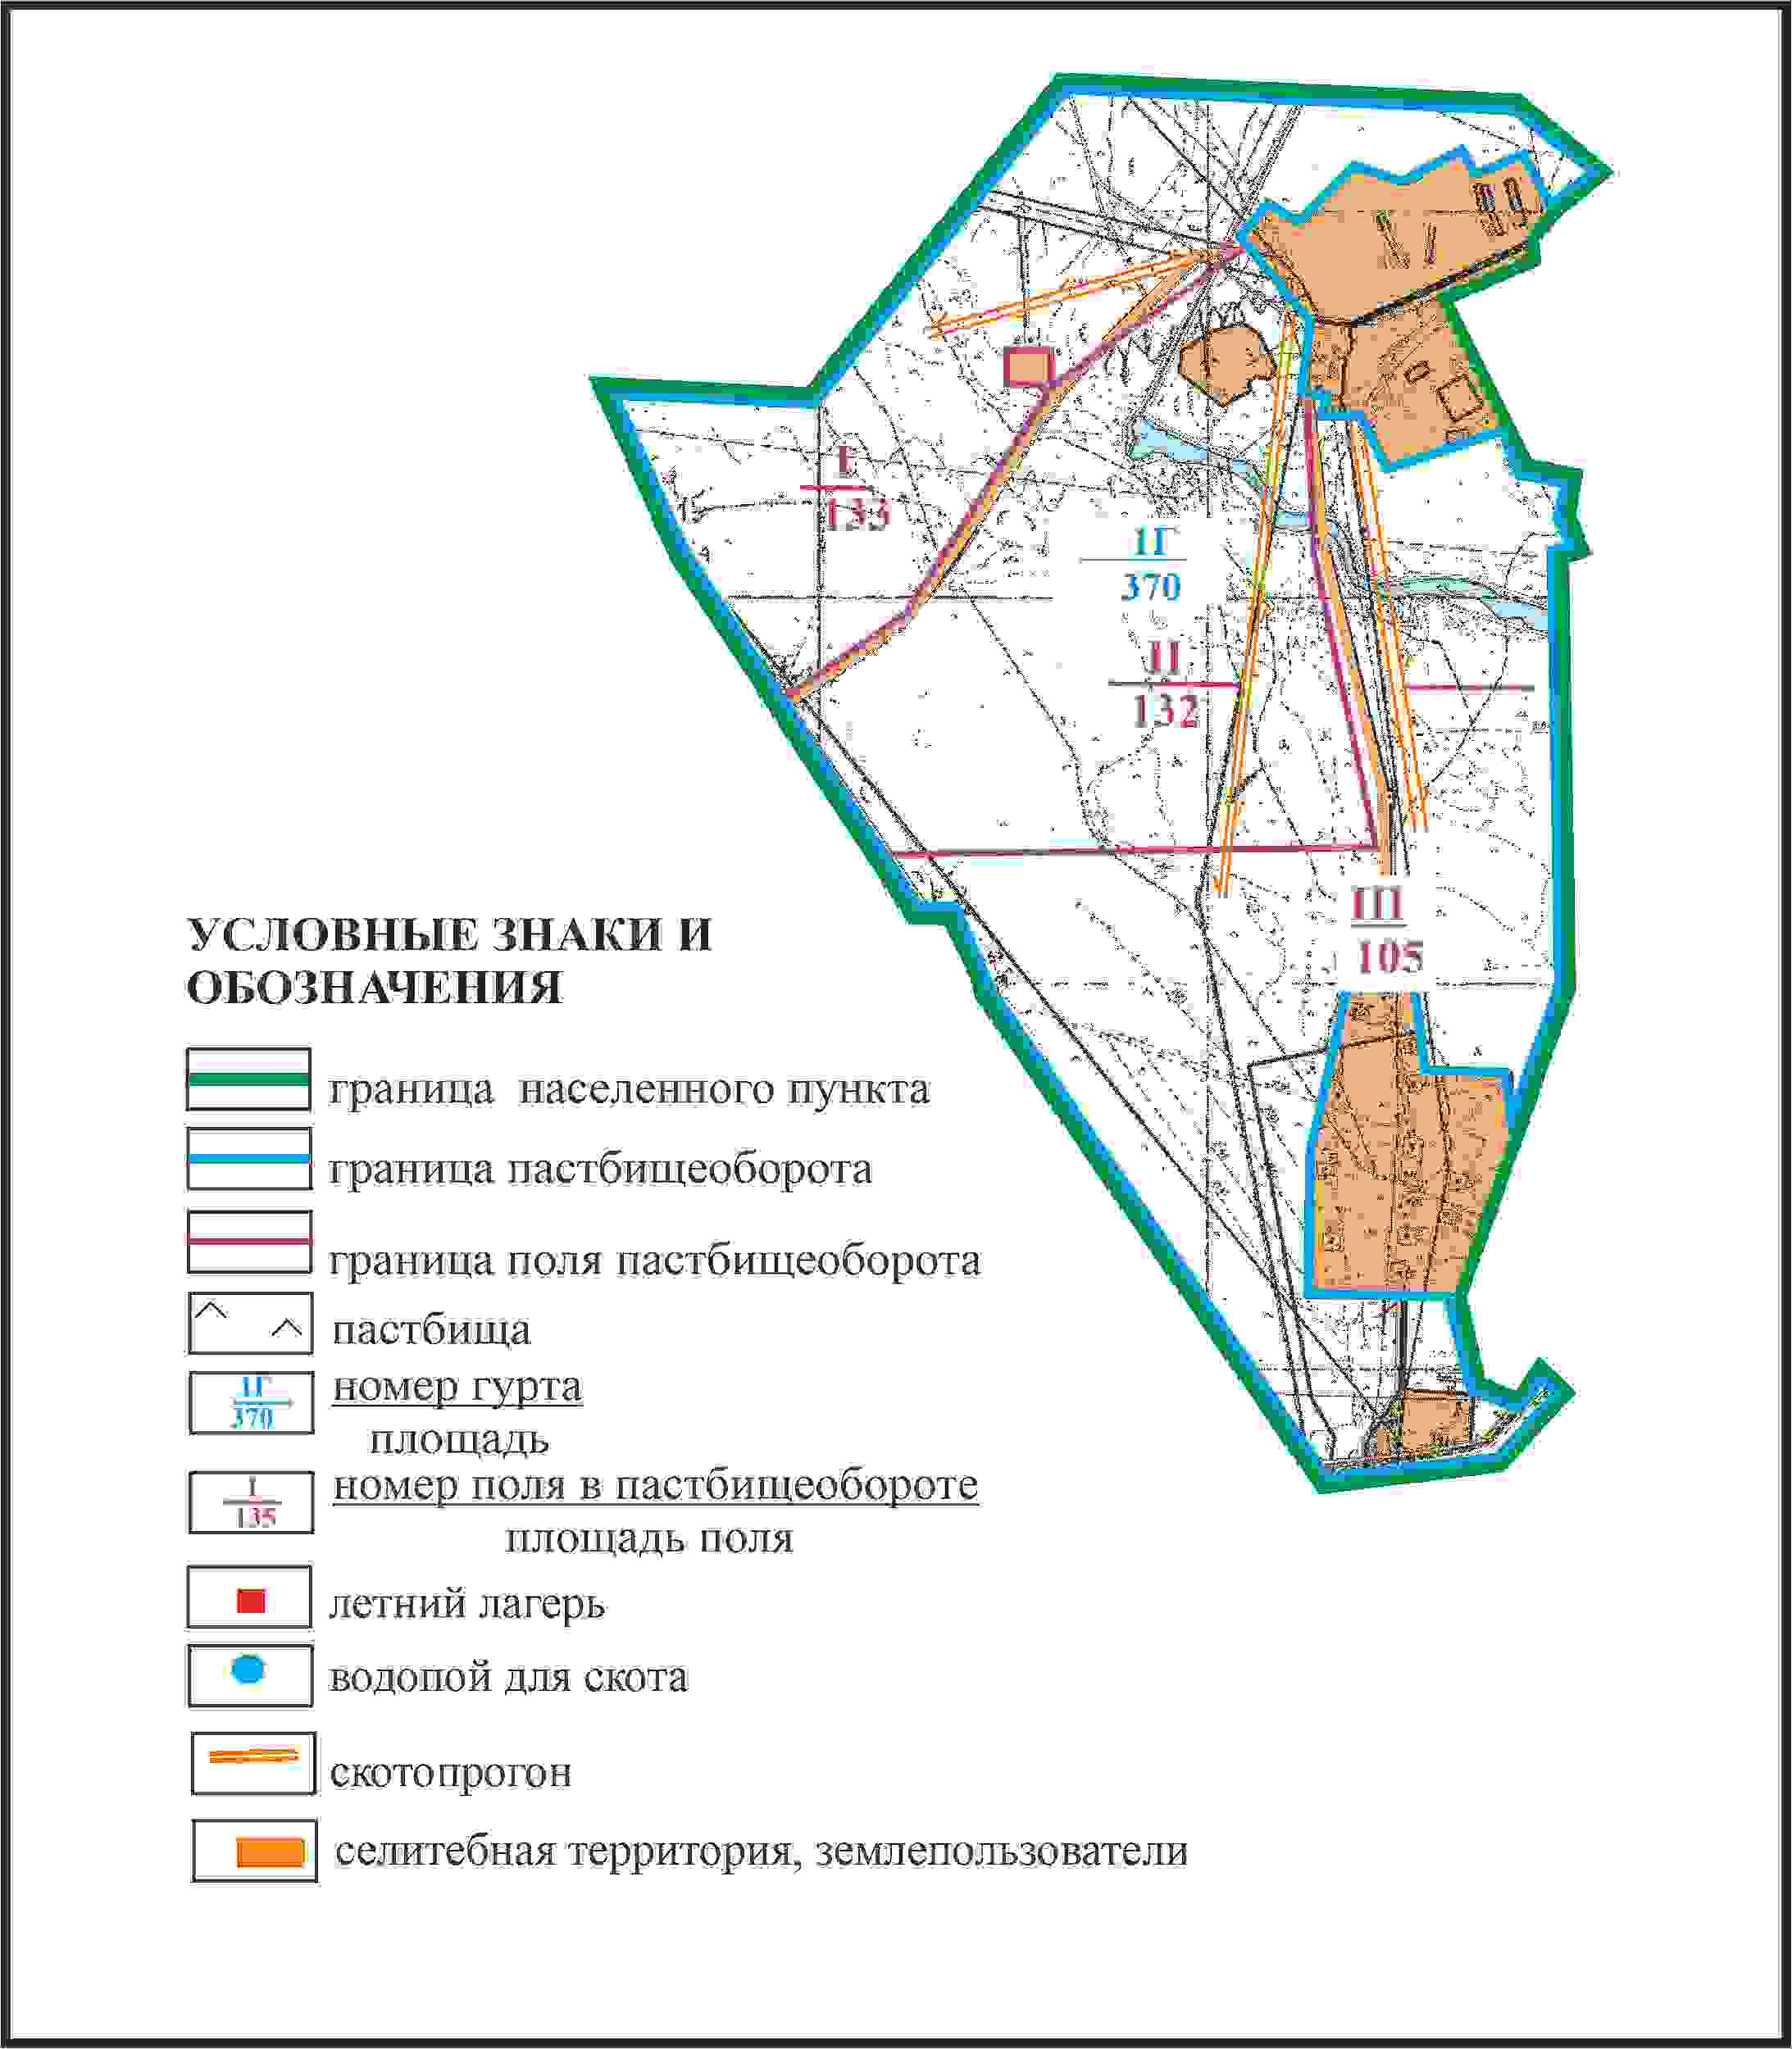 I
133
1Г
370
II
132
III
105
УСЛОВНЫЕ ЗНАКИ И
ОБОЗНАЧЕНИЯ
граница населенного пункта
граница пастбищеоборота
граница поля пастбищеоборота
пастбища
1Г
370
номер гурта
площадь
I
135
номер поля в пастбищеобороте
площадь поля
летний лагерь
водопой для скота
скотопрогон
селитебная территория, землепользователи